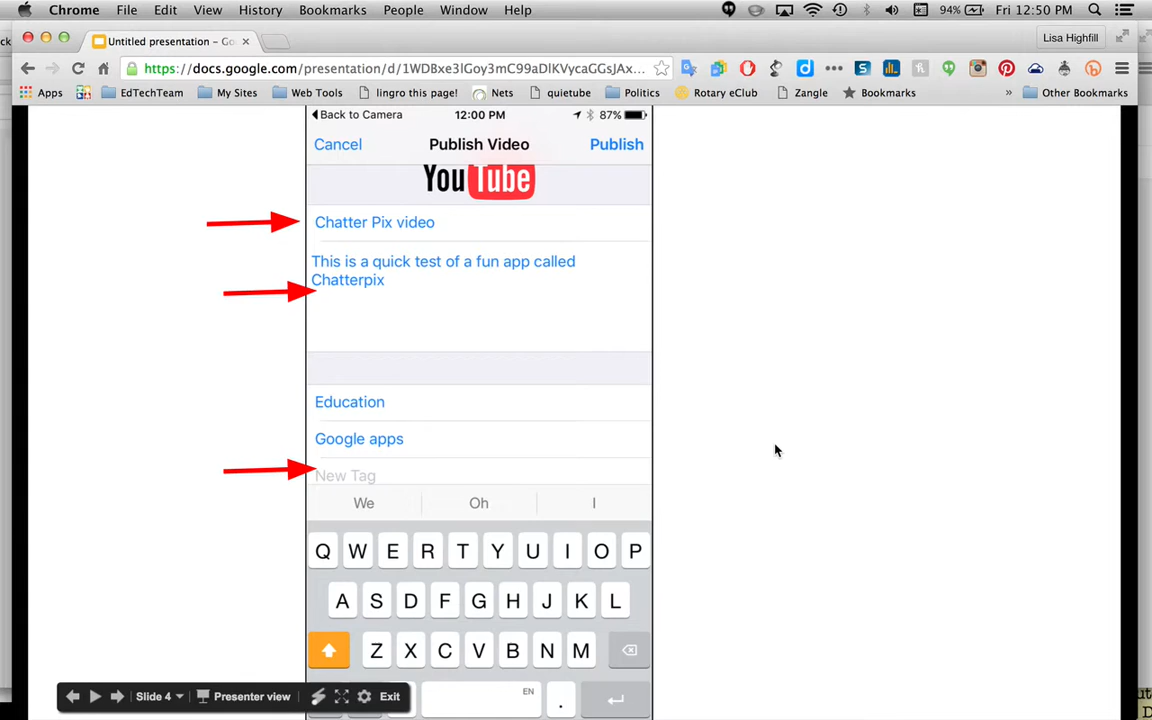 Chrome File Edit View History Bookmarks People Window Help 94% Fri 12:50 PM
Untitled presentation – Go Lisa Highfill
https://docs.google.com/presentation/d/1WDBxe3lGoy3mC99aDlKVycaGGsJAx...
Apps EdTechTeam My Sites Web Tools lingro this page! Nets quietube Politics Rotary eClub Zangle Bookmarks » Other Bookmarks
Back to Camera 12:00 PM 87%
Cancel Publish Video Publish
YouTube
Chatter Pix video
This is a quick test of a fun app called
Chatterpix
Education
Google apps
New Tag
We Oh I
Q W E R T Y U I O P
A S D F G H J K L
Z X C V B N M
Slide 4 Presenter view Exit EN .